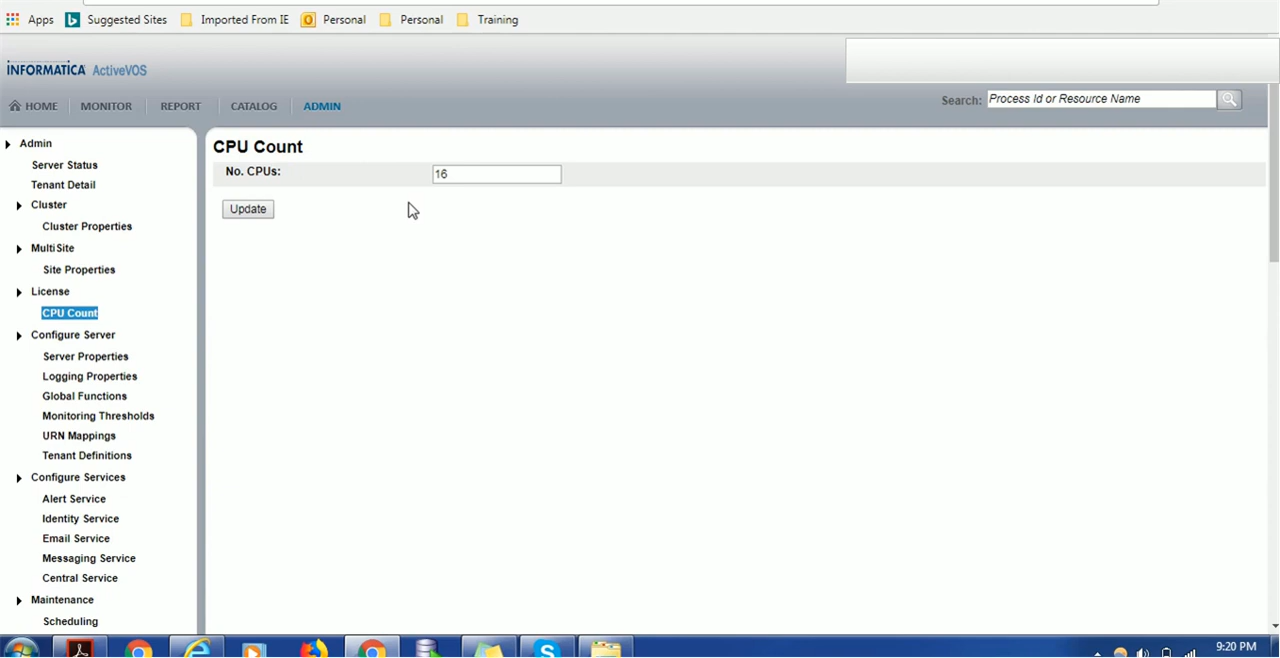 Apps Suggested Sites Imported From IE Personal Personal Training
INFORMATICA ActiveVOS
HOME MONITOR REPORT CATALOG ADMIN
Search: Process Id or Resource Name
Admin
Server Status
Tenant Detail
Cluster
Cluster Properties
MultiSite
Site Properties
License
CPU Count
Configure Server
Server Properties
Logging Properties
Global Functions
Monitoring Thresholds
URN Mappings
Tenant Definitions
Configure Services
Alert Service
Identity Service
Email Service
Messaging Service
Central Service
Maintenance
Scheduling
CPU Count
No. CPUs: 16
Update
9:20 PM